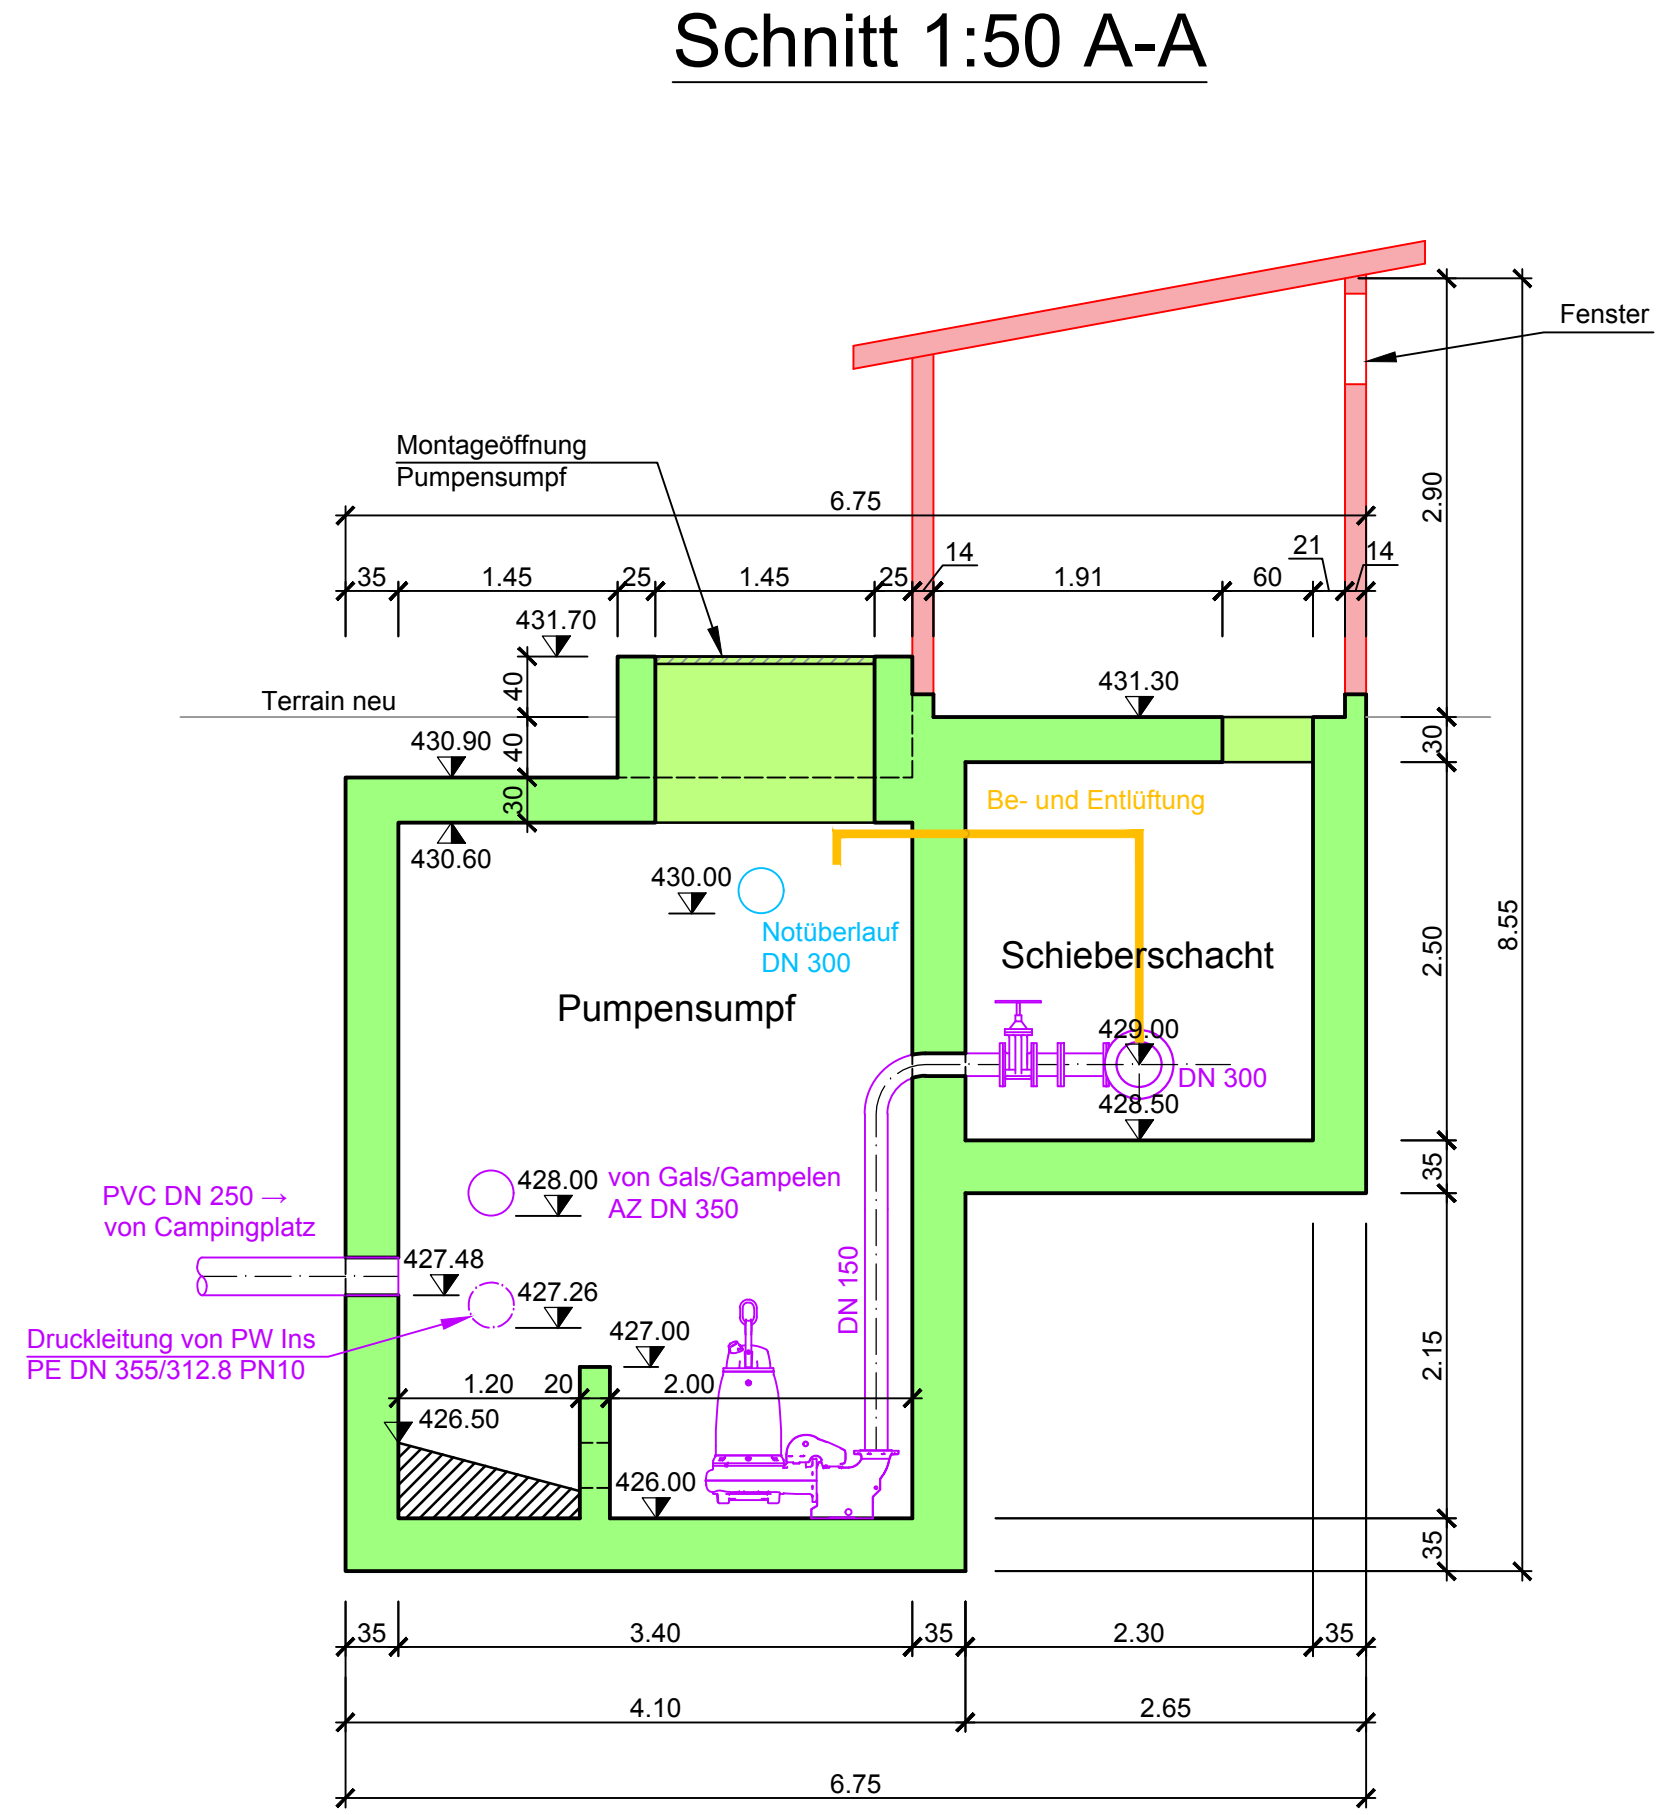 Schnitt 1:50 A-A
Fenster
Montageöffnung
Pumpensumpf
6.75
2.90
14
21
14
35
1.45
25
1.45
25
1.91
60
431.70
40
Terrain neu
431.30
430.90
40
30
30
Be- und Entlüftung
430.60
430.00
Notüberlauf
DN 300
8.55
2.50
Schieberschacht
Pumpensumpf
429.00
DN 300
428.50
428.00
von Gals/Gampelen
AZ DN 350
35
PVC DN 250 →
von Campingplatz
427.48
427.26
DN 150
Druckleitung von PW Ins
PE DN 355/312.8 PN10
427.00
2.15
1.20
20
2.00
426.50
426.00
35
35
3.40
35
2.30
35
4.10
2.65
6.75